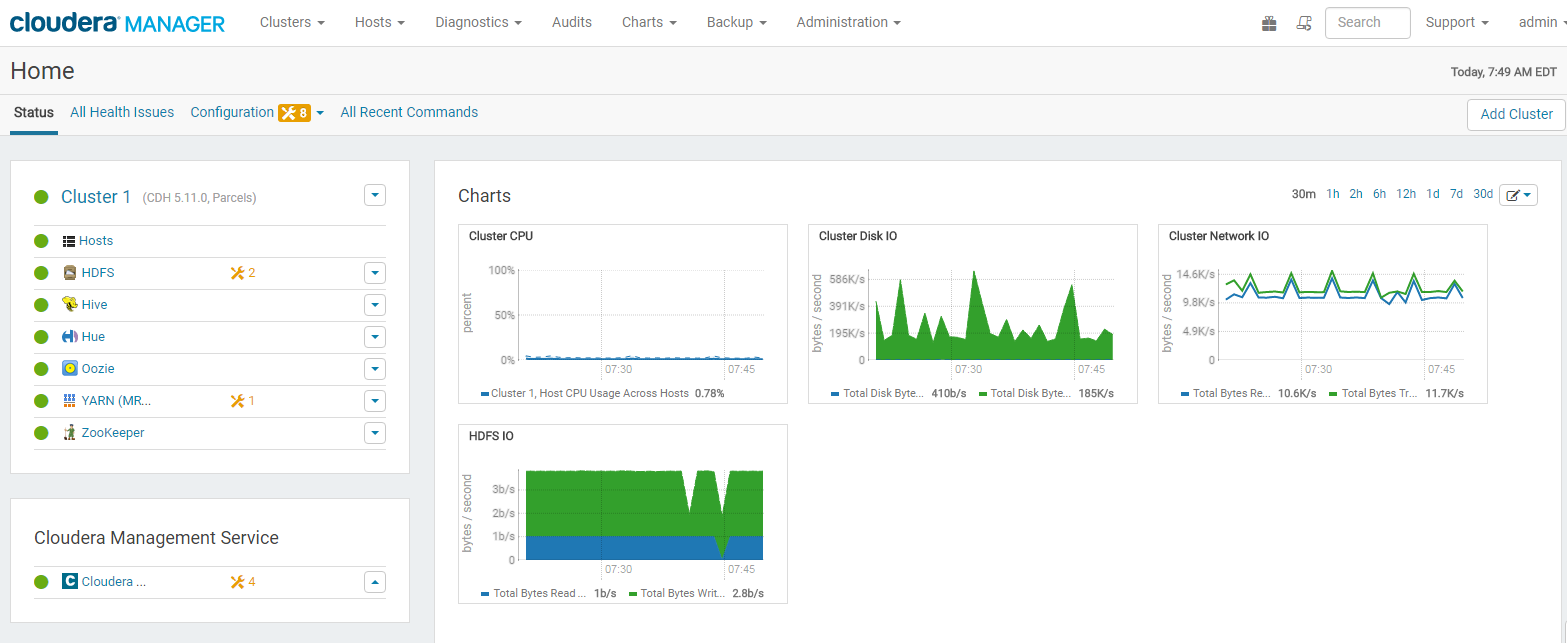 cloudera MANAGER Clusters Hosts Diagnostics Audits Charts Backup Administration Search Support admin
Home
Today, 7:49 AM EDT
Status All Health Issues Configuration 8 All Recent Commands Add Cluster
Cluster 1 (CDH 5.11.0, Parcels)
Hosts
HDFS 2
Hive
Hue
Oozie
YARN (MR... 1
ZooKeeper
Cloudera Management Service
C Cloudera ... 4
Charts
30m 1h 2h 6h 12h 1d 7d 30d
Cluster CPU
percent
100%
50%
0%
07:30 07:45
Cluster 1, Host CPU Usage Across Hosts 0.78%
Cluster Disk IO
bytes / second
586K/s
391K/s
195K/s
0
07:30 07:45
Total Disk Byte... 410b/s Total Disk Byte... 185K/s
Cluster Network IO
bytes / second
14.6K/s
9.8K/s
4.9K/s
0
07:30 07:45
Total Bytes Re... 10.6K/s Total Bytes Tr... 11.7K/s
HDFS IO
bytes / second
3b/s
2b/s
1b/s
0
07:30 07:45
Total Bytes Read ... 1b/s Total Bytes Writ... 2.8b/s